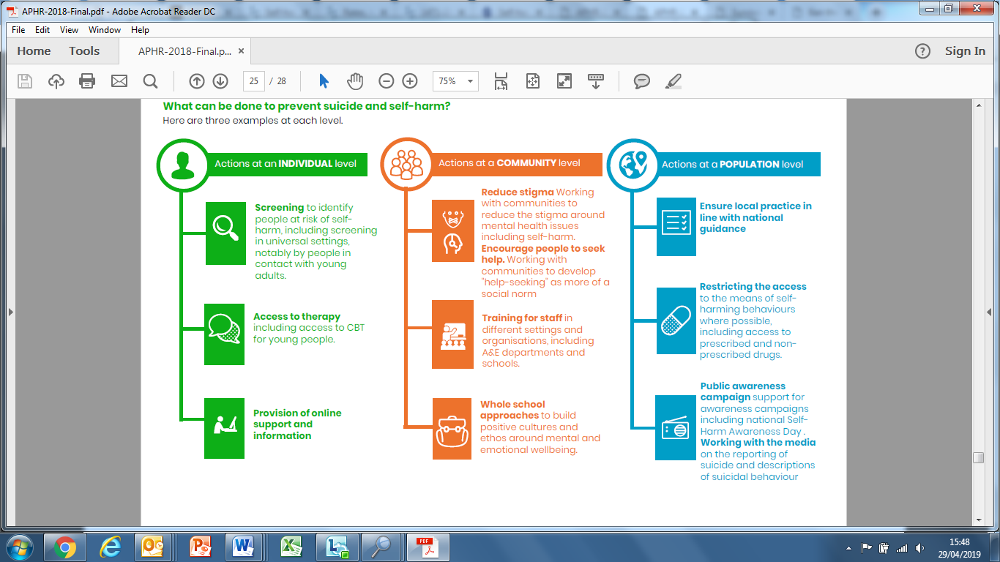 APHR-2018-Final.pdf - Adobe Acrobat Reader DC
File Edit View Window Help
Home Tools APHR-2018-Final.p... × ? Sign In
25 / 28 75%
What can be done to prevent suicide and self-harm?
Here are three examples at each level.
Actions at an INDIVIDUAL level
Screening to identify
people at risk of self-
harm, including screening
in universal settings,
notably by people in
contact with young
adults.
Access to therapy
including access to CBT
for young people.
Provision of online
support and
information
Actions at a COMMUNITY level
Reduce stigma Working
with communities to
reduce the stigma around
mental health issues
including self-harm.
Encourage people to seek
help. Working with
communities to develop
"help-seeking" as more of a
social norm
Training for staff in
different settings and
organisations, including
A&E departments and
schools.
Whole school
approaches to build
positive cultures and
ethos around mental and
emotional wellbeing.
Actions at a POPULATION level
Ensure local practice in
line with national
guidance
Restricting the access
to the means of self-
harming behaviours
where possible,
including access to
prescribed and non-
prescribed drugs.
Public awareness
campaign support for
awareness campaigns
including national Self-
Harm Awareness Day .
Working with the media
on the reporting of
suicide and descriptions
of suicidal behaviour
PDF
15:48
29/04/2019